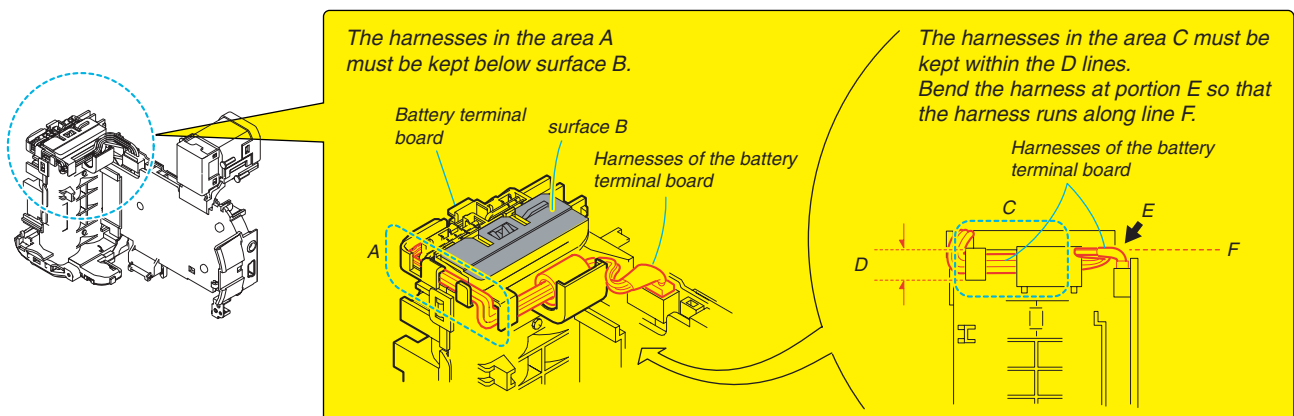 The harnesses in the area A
must be kept below surface B.
Battery terminal
board
surface B
Harnesses of the battery
terminal board
A
The harnesses in the area C must be
kept within the D lines.
Bend the harness at portion E so that
the harness runs along line F.
Harnesses of the battery
terminal board
C
E
D
F